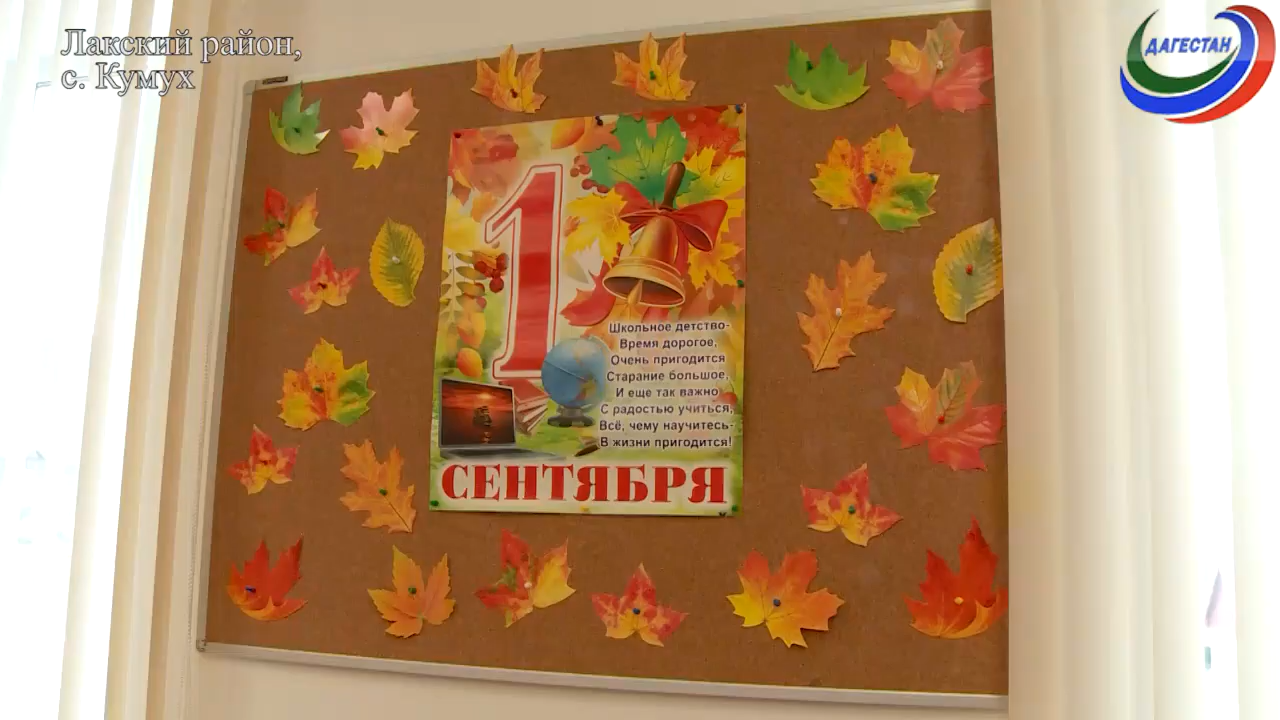 Лакский район,
с. Кумух
ДАГЕСТАН
1
Школьное детство-
Время дорогое,
Очень пригодится
Старание большое,
И еще так важно
С радостью учиться,
Всё, чему научитесь-
В жизни пригодится!
СЕНТЯБРЯ